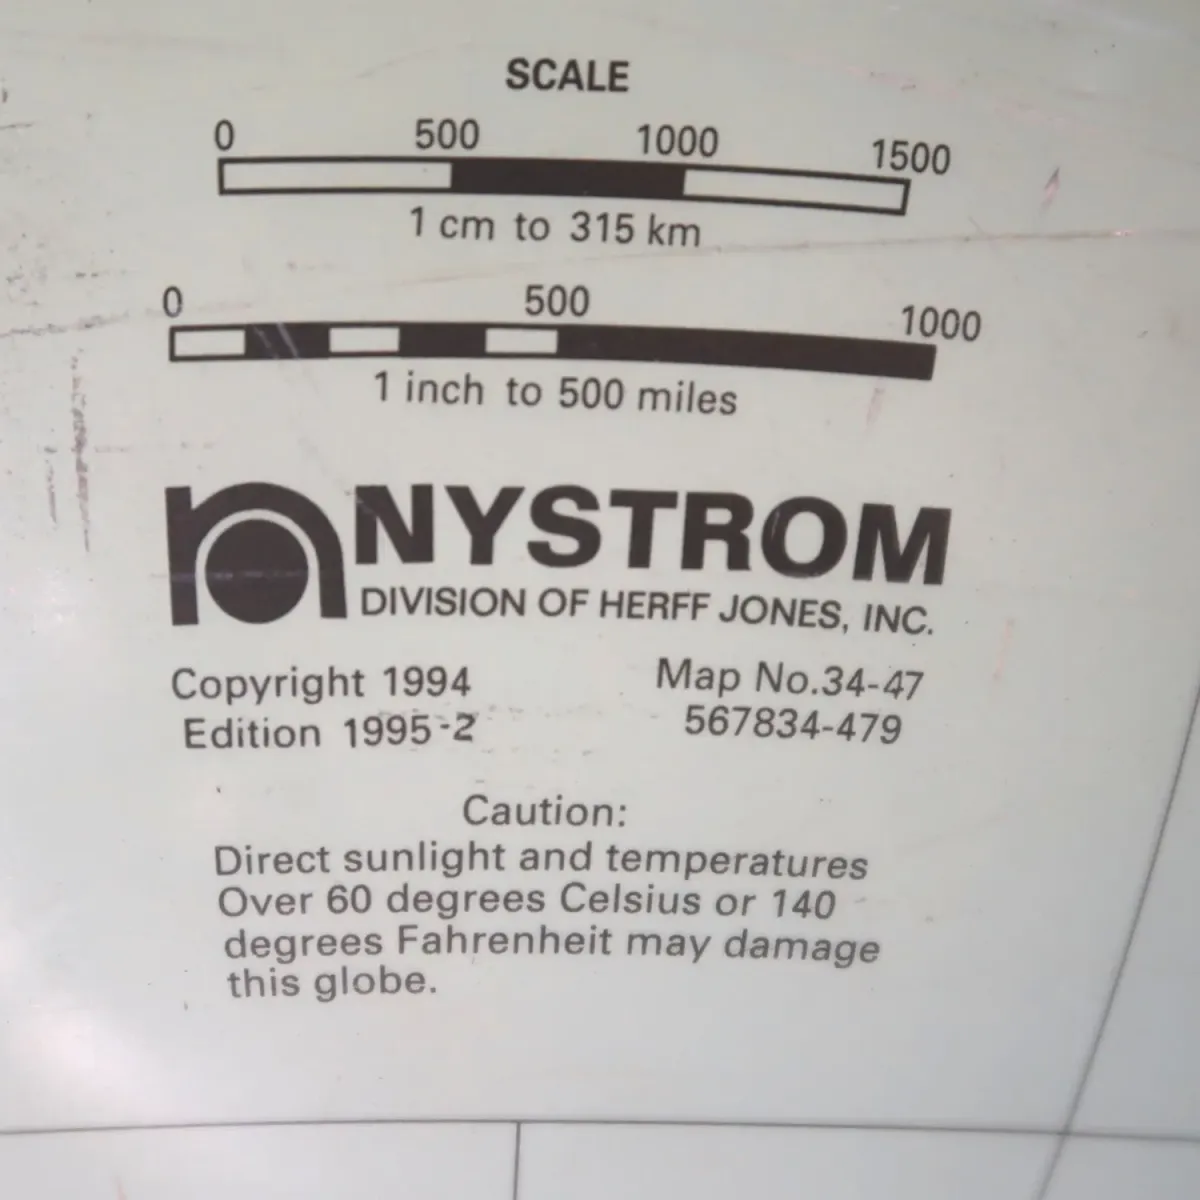 SCALE
0 500 1000 1500
1 cm to 315 km
0 500 1000
1 inch to 500 miles
NYSTROM
DIVISION OF HERFF JONES, INC.
Copyright 1994 Map No.34-47
Edition 1995-2 567834-479
Caution:
Direct sunlight and temperatures
Over 60 degrees Celsius or 140
degrees Fahrenheit may damage
this globe.